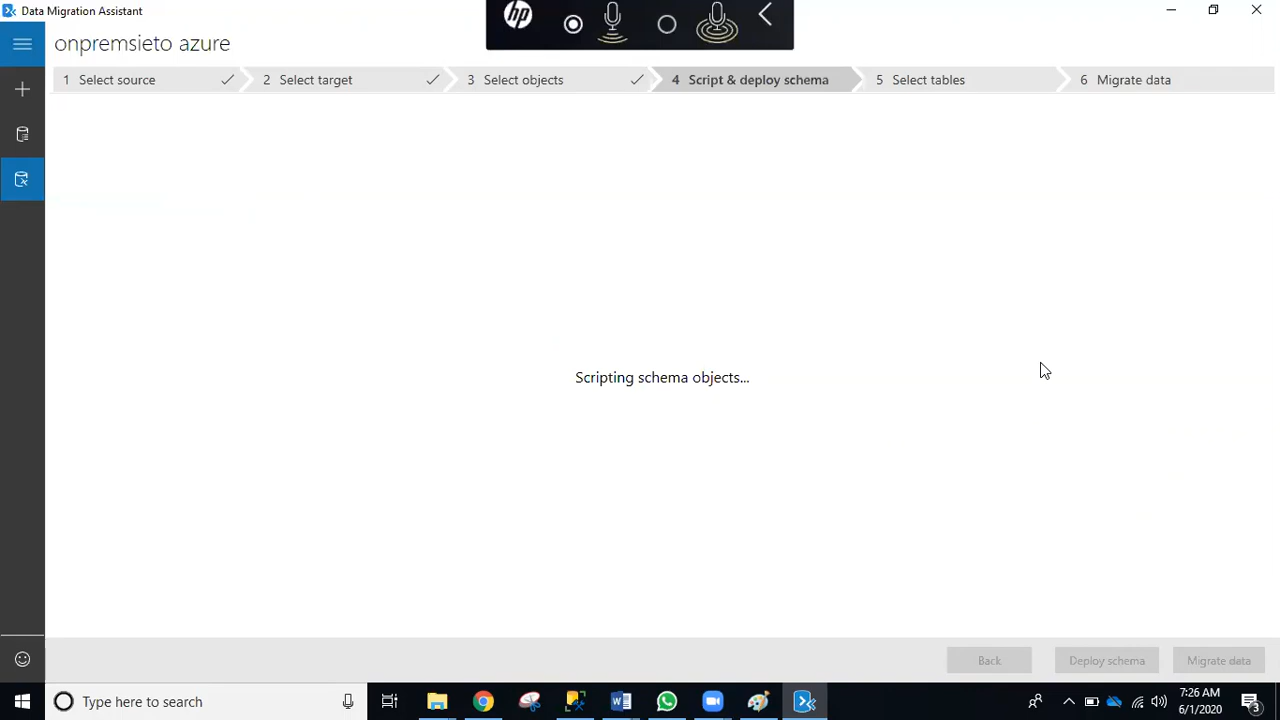 Data Migration Assistant
hp
onpremsieto azure
1 Select source
2 Select target
3 Select objects
4 Script & deploy schema
5 Select tables
6 Migrate data
Scripting schema objects...
Back
Deploy schema
Migrate data
Type here to search
7:26 AM
6/1/2020
3